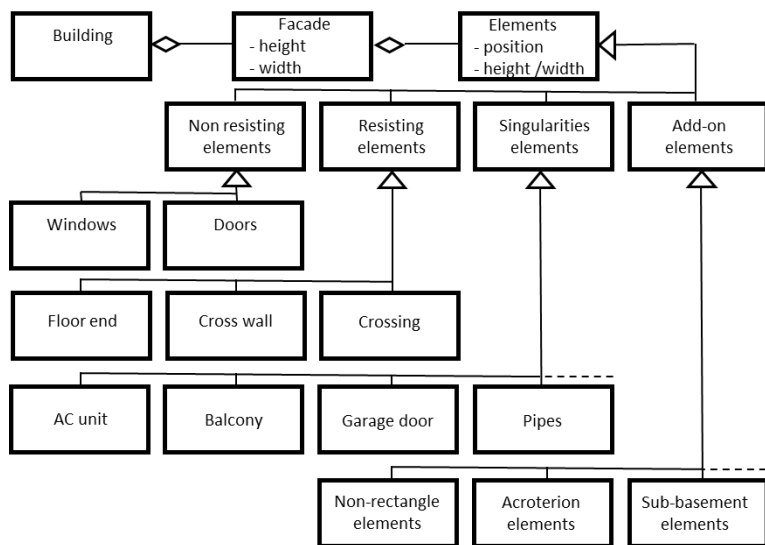 Building
Facade
- height
- width
Elements
- position
- height /width
Non resisting
elements
Resisting
elements
Singularities
elements
Add-on
elements
Windows
Doors
Floor end
Cross wall
Crossing
AC unit
Balcony
Garage door
Pipes
Non-rectangle
elements
Acroterion
elements
Sub-basement
elements